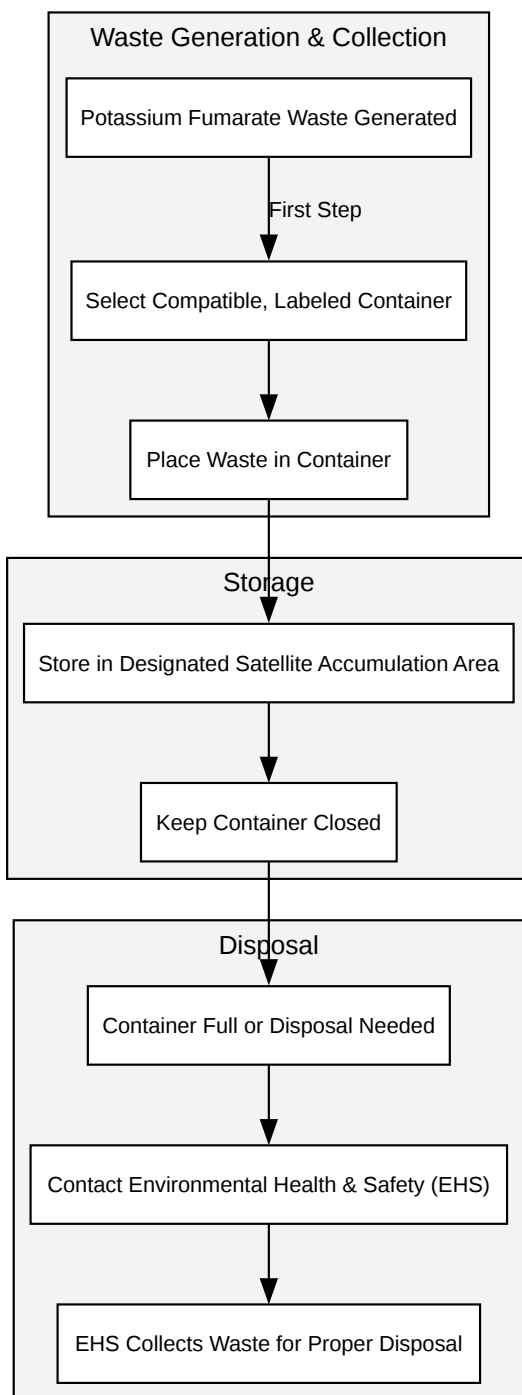 Waste Generation & Collection
Potassium Fumarate Waste Generated
First Step
Select Compatible, Labeled Container
Place Waste in Container
Storage
Store in Designated Satellite Accumulation Area
Keep Container Closed
Disposal
Container Full or Disposal Needed
Contact Environmental Health & Safety (EHS)
EHS Collects Waste for Proper Disposal